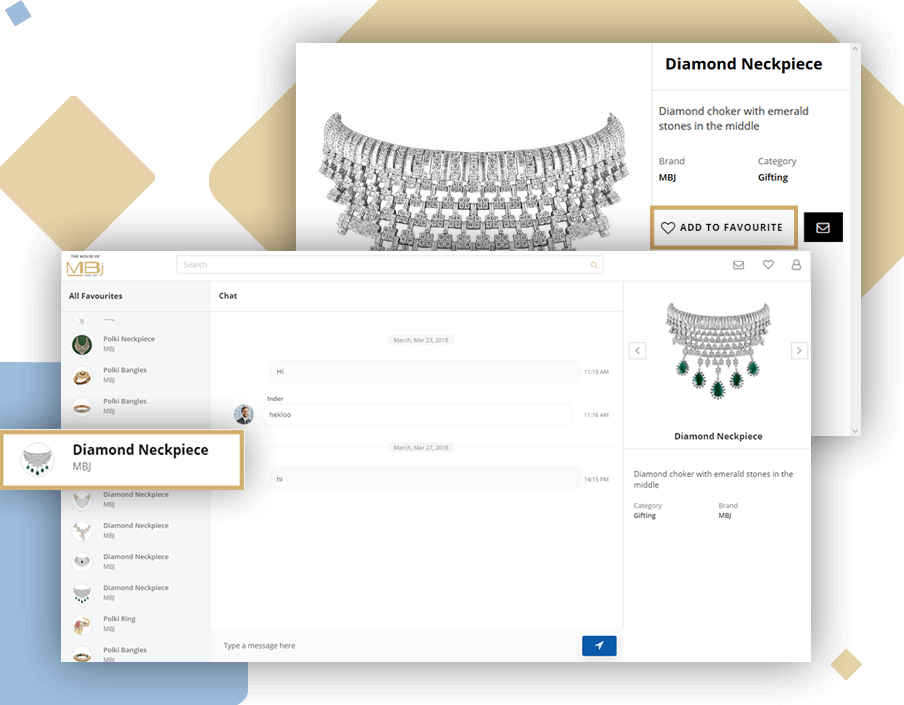 Diamond Neckpiece
Diamond choker with emerald
stones in the middle
Brand
Category
MBJ
Gifting
ADD TO FAVOURITE
THE HOUSE OF
MBj
Search
All Favourites
Chat
MBJ
Polki Neckpiece
MBJ
Polki Bangles
MBJ
Polki Bangles
MBJ
Diamond Neckpiece
MBJ
Diamond Neckpiece
MBJ
Diamond Neckpiece
MBJ
Diamond Neckpiece
MBJ
Diamond Neckpiece
MBJ
Polki Ring
MBJ
Polki Bangles
MBJ
March, Mar 23, 2018
Hi
11:15 AM
Inder
hekloo
11:16 AM
March, Mar 27, 2018
hi
14:15 PM
Type a message here
Diamond Neckpiece
Diamond choker with emerald stones in the
middle
Category
Brand
Gifting
MBJ